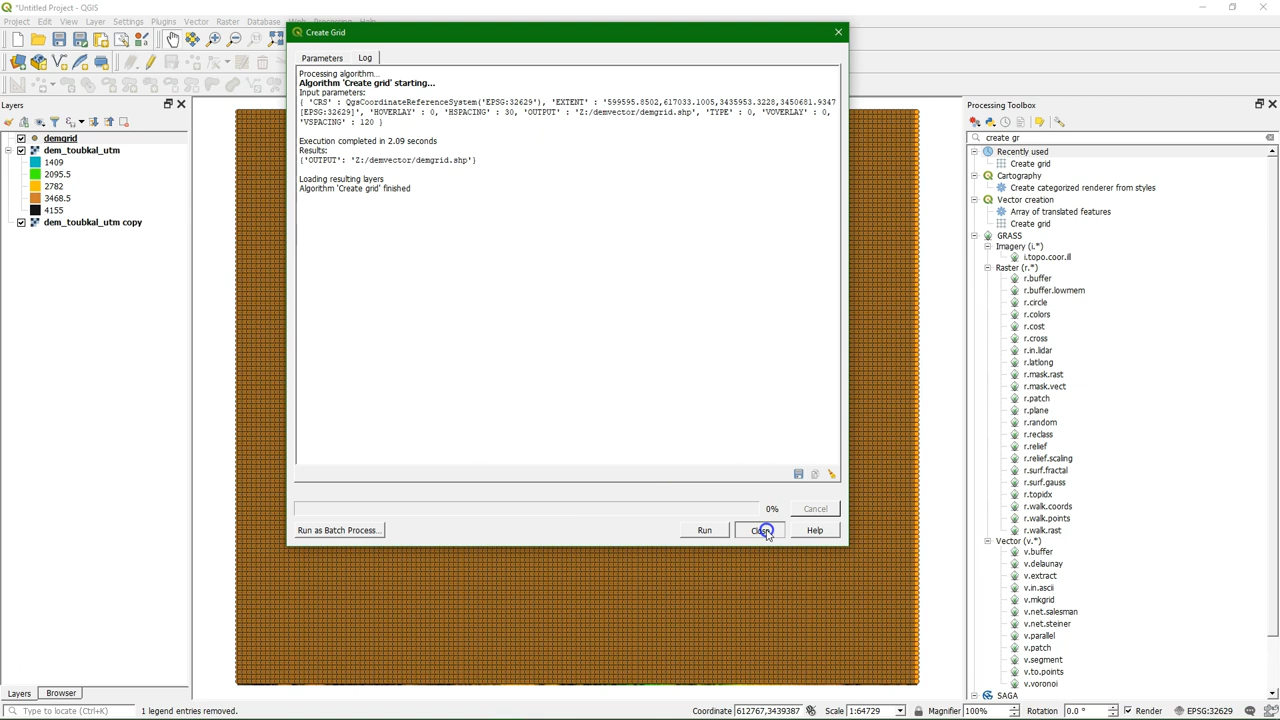 *Untitled Project - QGIS
Project Edit View Layer Settings Plugins Vector Raster Database Web Processing Help
Create Grid
Parameters Log
Processing algorithm...
Algorithm 'Create grid' starting...
Input parameters:
{ 'CRS' : QgsCoordinateReferenceSystem('EPSG:32629'), 'EXTENT' : '599595.8502,617033.1005,3435953.3228,3450681.9347
[EPSG:32629]', 'HOVERLAY' : 0, 'HSPACING' : 30, 'OUTPUT' : 'Z:/demvector/demgrid.shp', 'TYPE' : 0, 'VOVERLAY' : 0,
'VSPACING' : 120 }
Execution completed in 2.09 seconds
Results:
{'OUTPUT': 'Z:/demvector/demgrid.shp'}
Loading resulting layers
Algorithm 'Create grid' finished
0%
Cancel
Run as Batch Process...
Run
Close
Help
Layers
demgrid
dem_toubkal_utm
1409
2095.5
2782
3468.5
4155
dem_toubkal_utm copy
Layers Browser
Processing Toolbox
create gr
Recently used
Create grid
Cartography
Create categorized renderer from styles
Vector creation
Array of translated features
Create grid
GRASS
Imagery (i.*)
i.topo.coor.ill
Raster (r.*)
r.buffer
r.buffer.lowmem
r.circle
r.colors
r.cost
r.cross
r.in.lidar
r.latlong
r.mask.rast
r.mask.vect
r.patch
r.plane
r.random
r.reclass
r.relief
r.relief.scaling
r.surf.fractal
r.surf.gauss
r.topidx
r.walk.coords
r.walk.points
r.walk.rast
Vector (v.*)
v.buffer
v.delaunay
v.extract
v.in.ascii
v.mkgrid
v.net.salesman
v.net.steiner
v.parallel
v.patch
v.segment
v.to.points
v.voronoi
SAGA
Type to locate (Ctrl+K)
1 legend entries removed.
Coordinate 612767,3439387
Scale 1:64729
Magnifier 100%
Rotation 0.0 °
Render
EPSG:32629